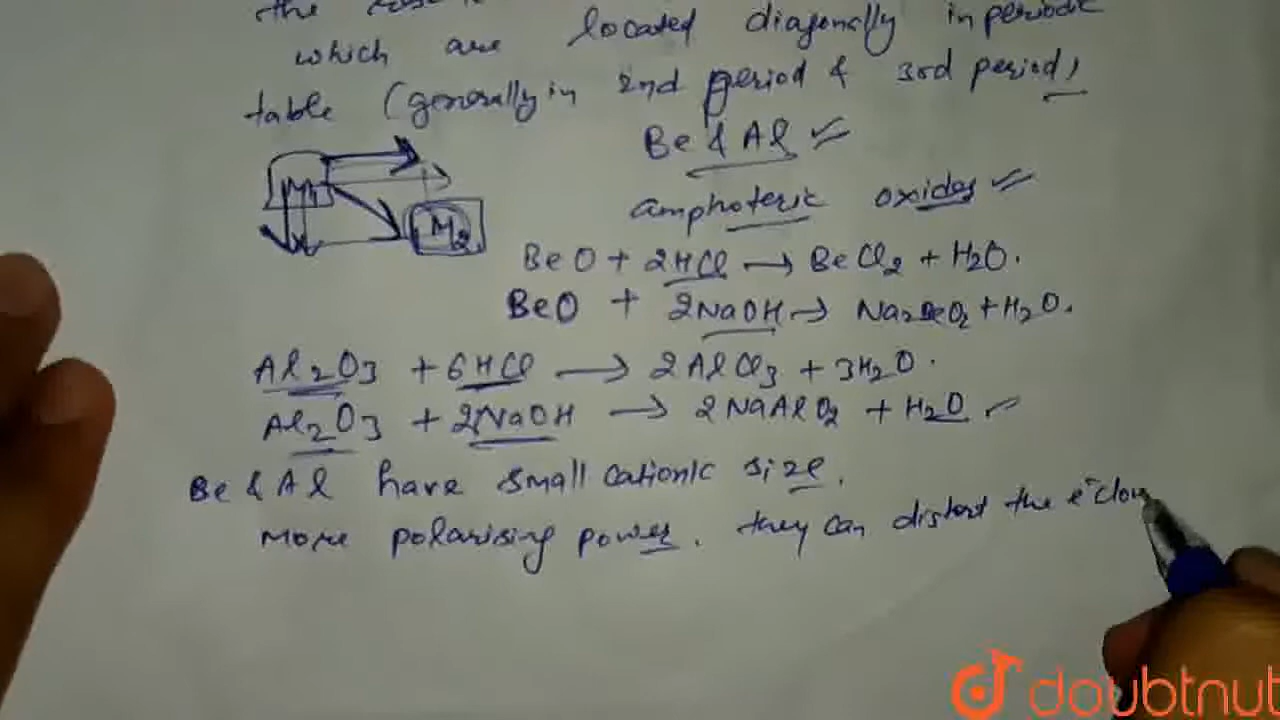 the
which are located diagonally in periodic
table (generally in 2nd period & 3rd period)
Be & Al ✓
M1
M2
amphoteric oxides
BeO + 2HCl → BeCl2 + H2O.
BeO + 2NaOH → Na2BeO2 + H2O.
Al2O3 + 6HCl → 2AlCl3 + 3H2O.
Al2O3 + 2NaOH → 2NaAlO2 + H2O
Be & Al have small cationic size.
More polarising power. they can distort the e⁻clou
doubtnut